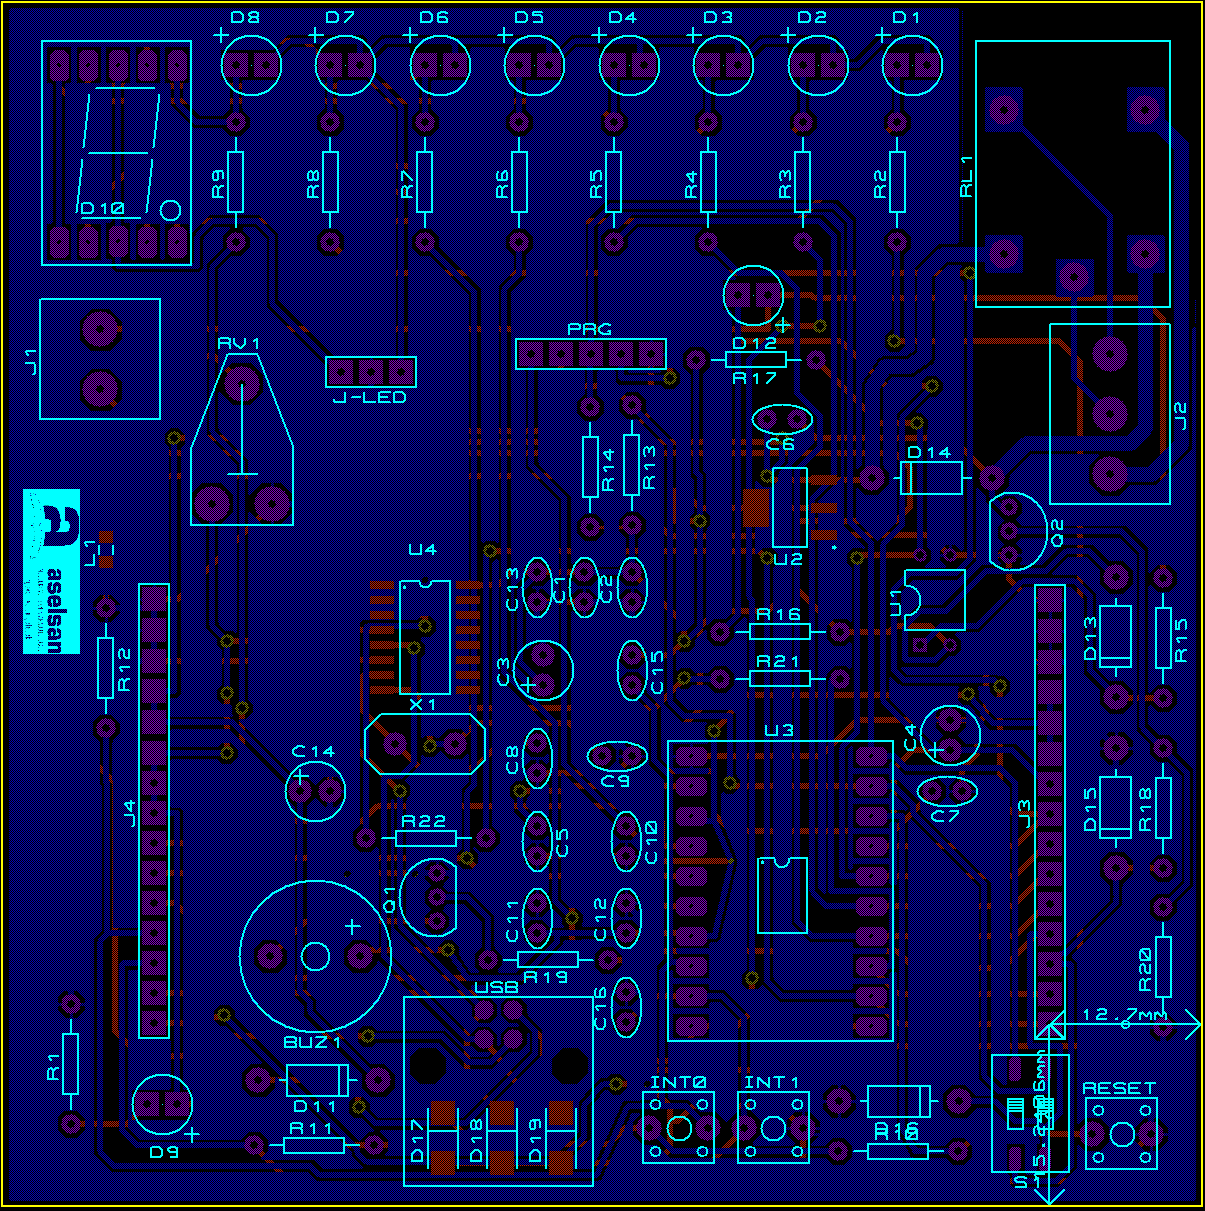 D8 D7 D6 D5 D4 D3 D2 D1
R9 R8 R7 R6 R5 R4 R3 R2 RL1
D10
J1 RV1 J-LED PRG D12
R17
J2
C6
R14 R13 D14
aselsan
L1 U4 U2 Q2
C13 C1 C2 U1
R16
R12 C3 C15 R21 D13 R15
X1
C14 C8 C9 U3 C4
J4 C7 J3 D15 R18
R22 C5 C10
Q1 C11 C12
R19 R20
USB
C16 12.7mm
BUZ1
R1 D11 INT0 INT1 RESET
R11 D17 D18 D19
D9 S1